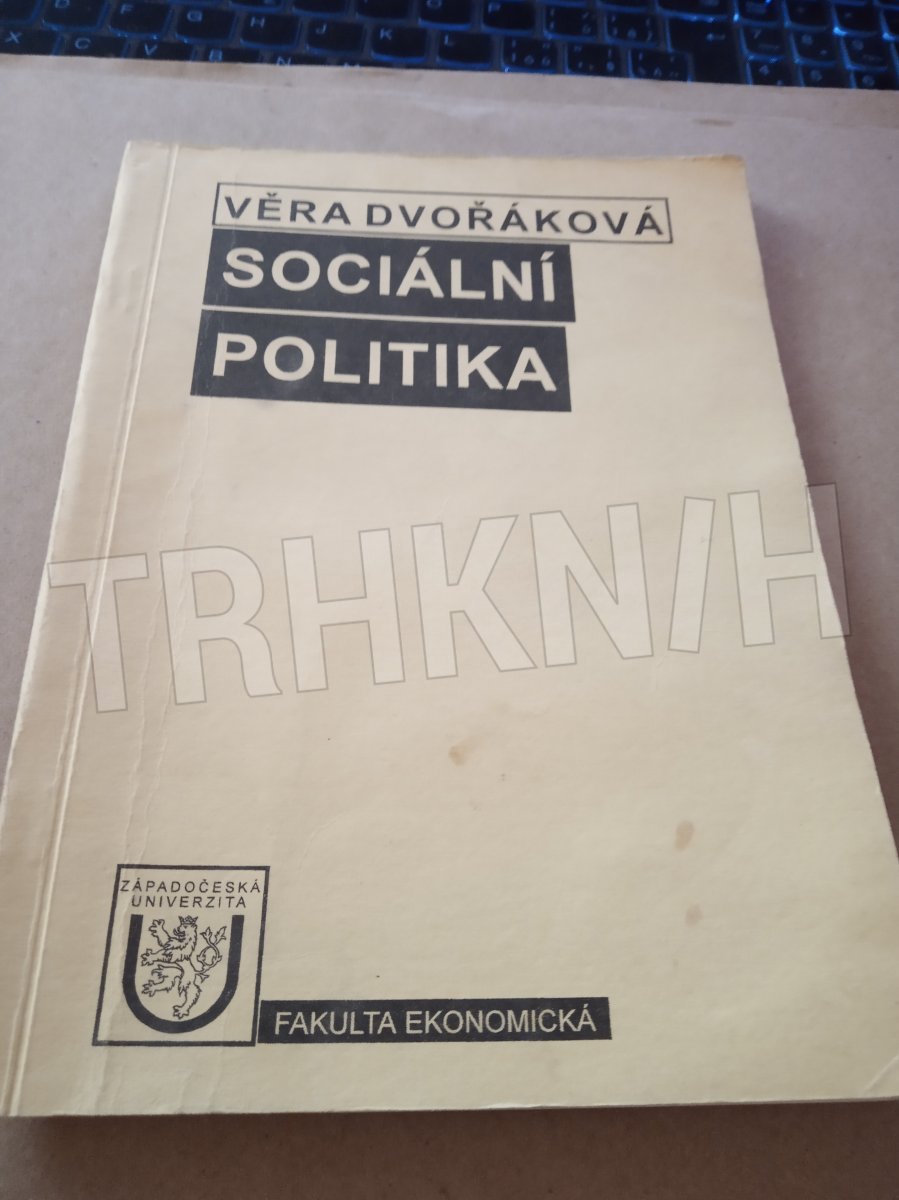 VĚRA DVOŘÁKOVÁ
SOCIÁLNÍ
POLITIKA
TRHKNIH
ZÁPADOČESKÁ
UNIVERZITA
FAKULTA EKONOMICKÁ